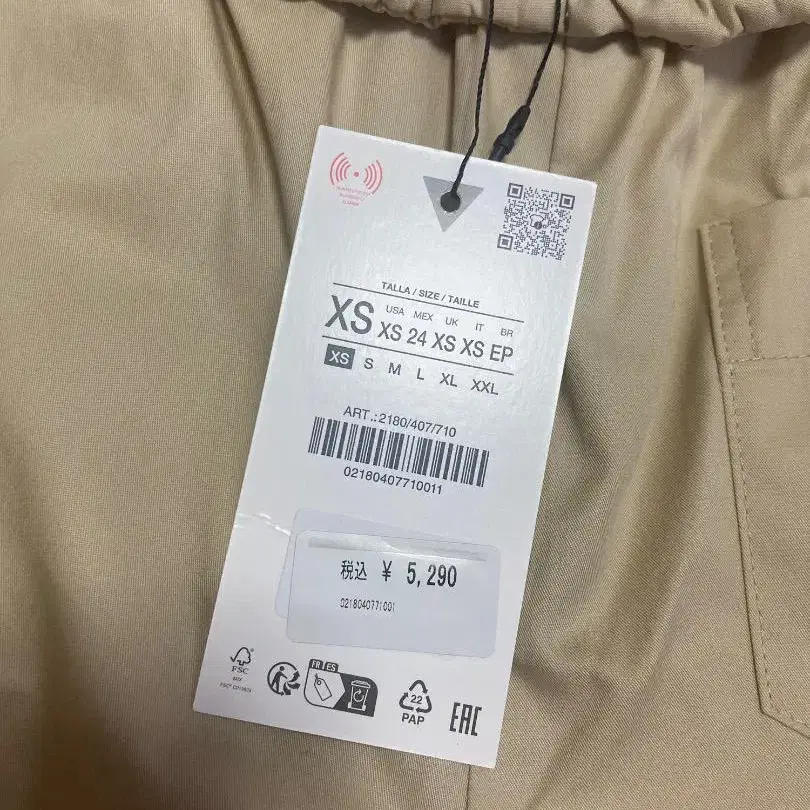 TALLA / SIZE / TAILLE
XS
USA MEX UK IT BR
XS 24 XS XS EP
XS S M L XL XXL
ART.:2180/407/710
02180407710011
税込 ¥ 5,290
FSC
MIX
FR ES
22
PAP
EAC